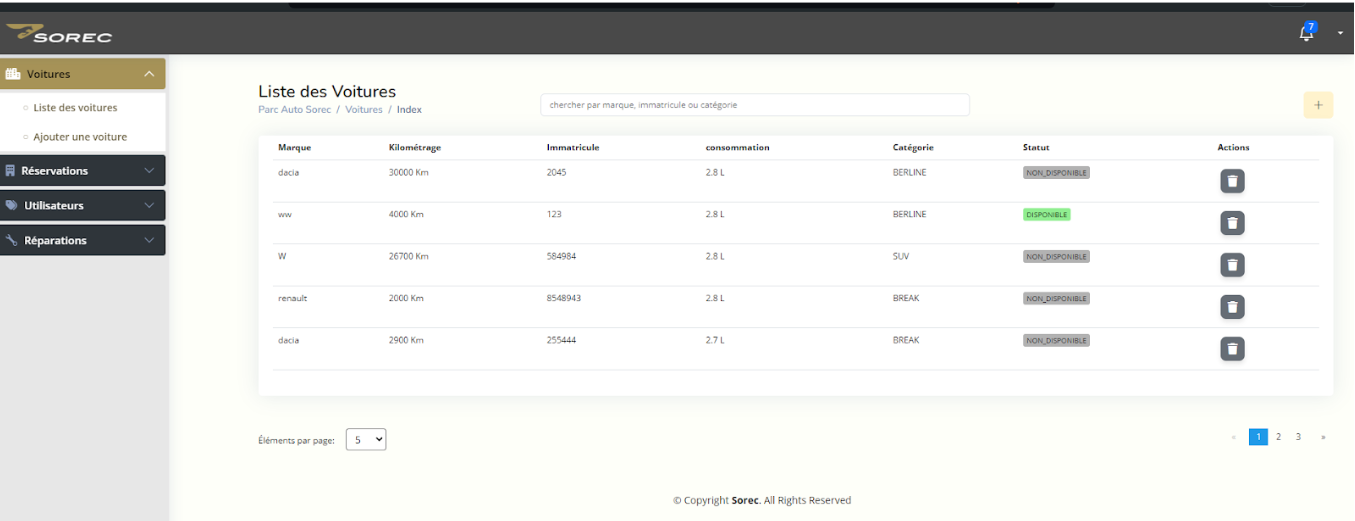 SOREC
7
Voitures
Liste des voitures
Ajouter une voiture
Réservations
Utilisateurs
Réparations
Liste des Voitures
Parc Auto Sorec / Voitures / Index
chercher par marque, immatricule ou catégorie
+
Marque Kilométrage Immatricule consommation Catégorie Statut Actions
dacia 30000 Km 2045 2.8 L BERLINE NON_DISPONIBLE
ww 4000 Km 123 2.8 L BERLINE DISPONIBLE
W 26700 Km 584984 2.8 L SUV NON_DISPONIBLE
renault 2000 Km 8548943 2.8 L BREAK NON_DISPONIBLE
dacia 2900 Km 255444 2.7 L BREAK NON_DISPONIBLE
Éléments par page: 5
« 1 2 3 »
© Copyright Sorec. All Rights Reserved